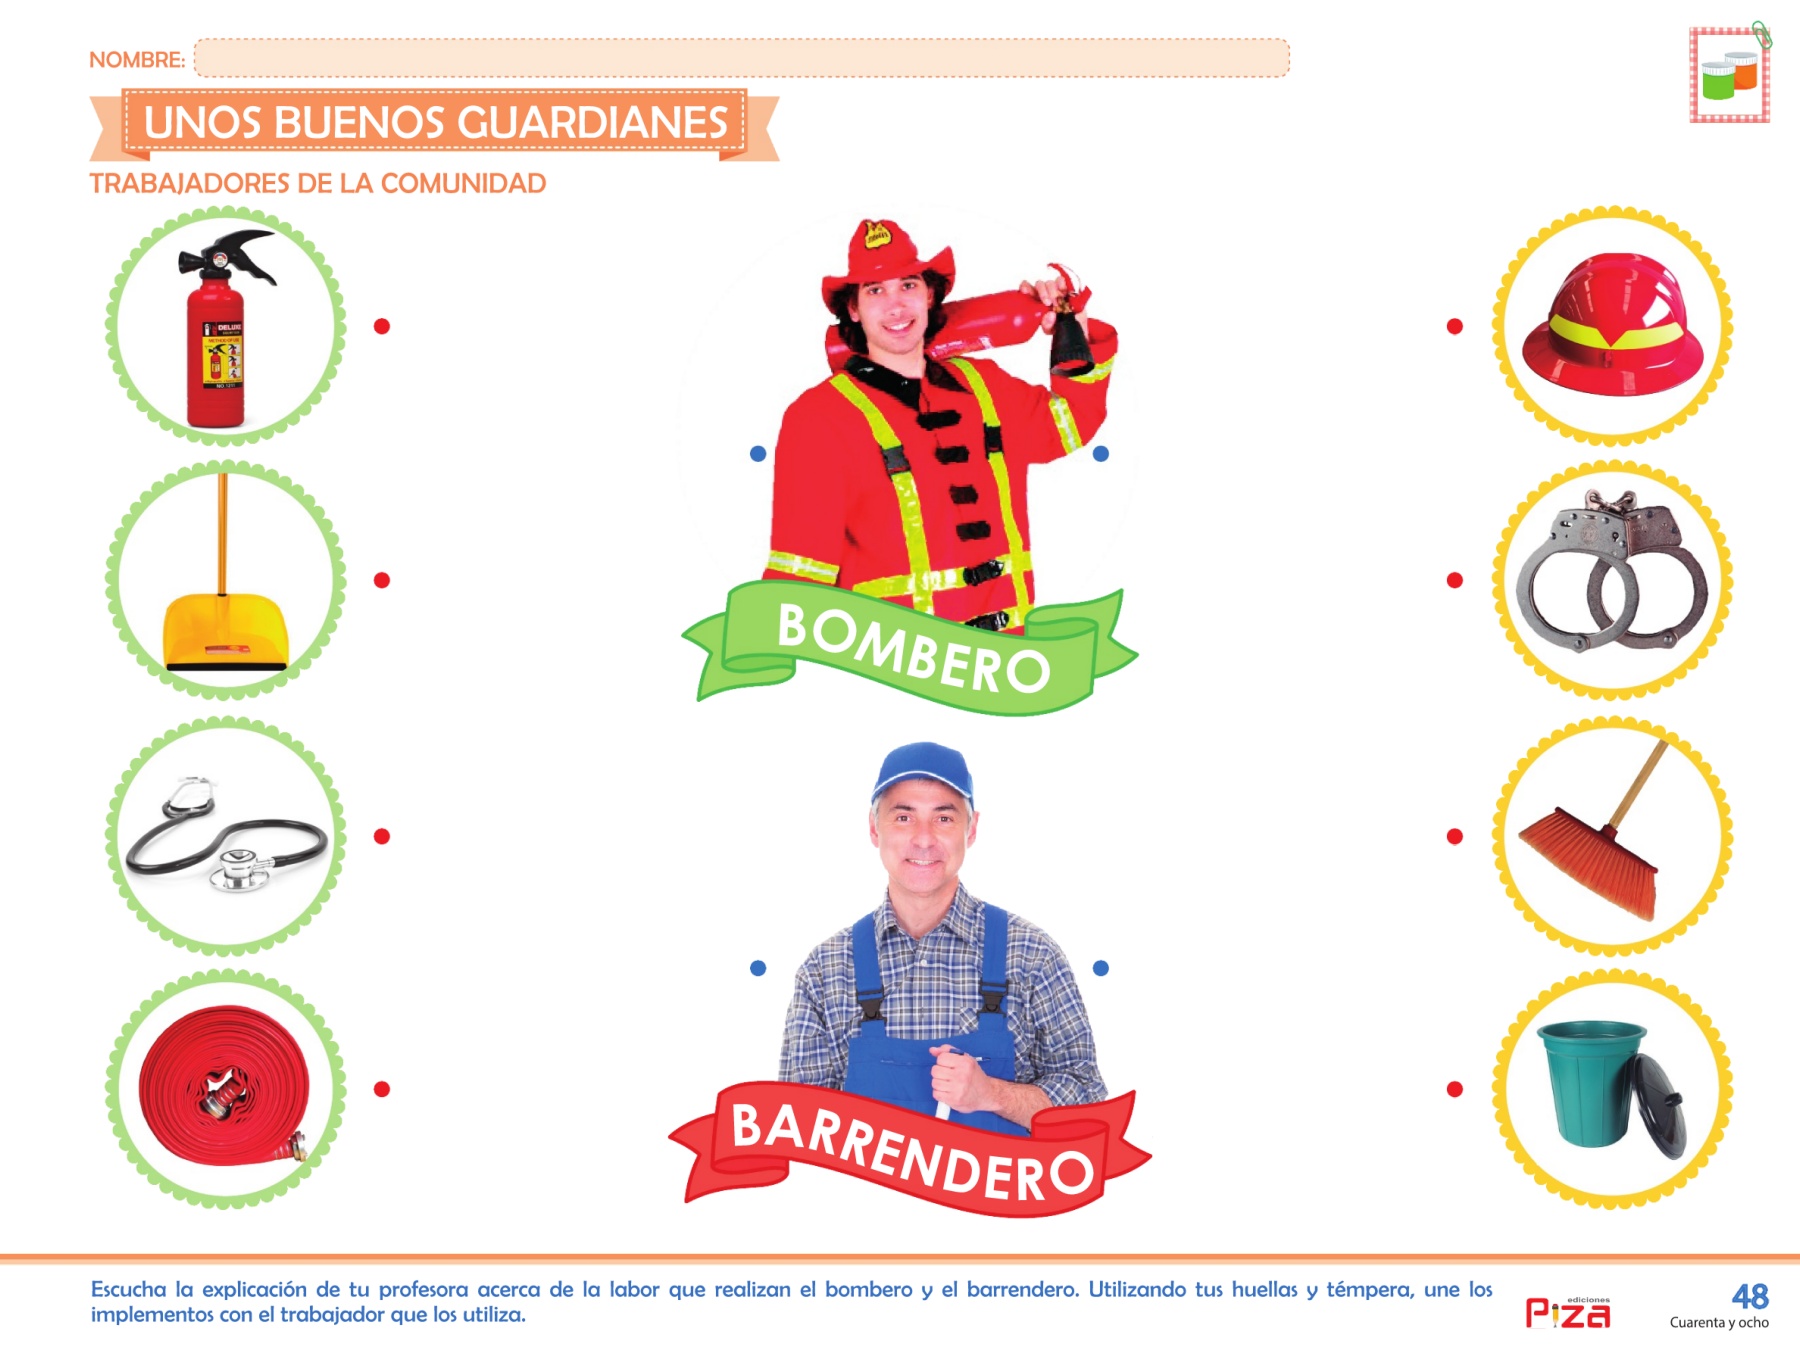 NOMBRE:
UNOS BUENOS GUARDIANES
TRABAJADORES DE LA COMUNIDAD
DELUXE
BOMBERO
BARRENDERO
Escucha la explicación de tu profesora acerca de la labor que realizan el bombero y el barrendero. Utilizando tus huellas y témpera, une los
implementos con el trabajador que los utiliza.
ediciones
Piza
48
Cuarenta y ocho